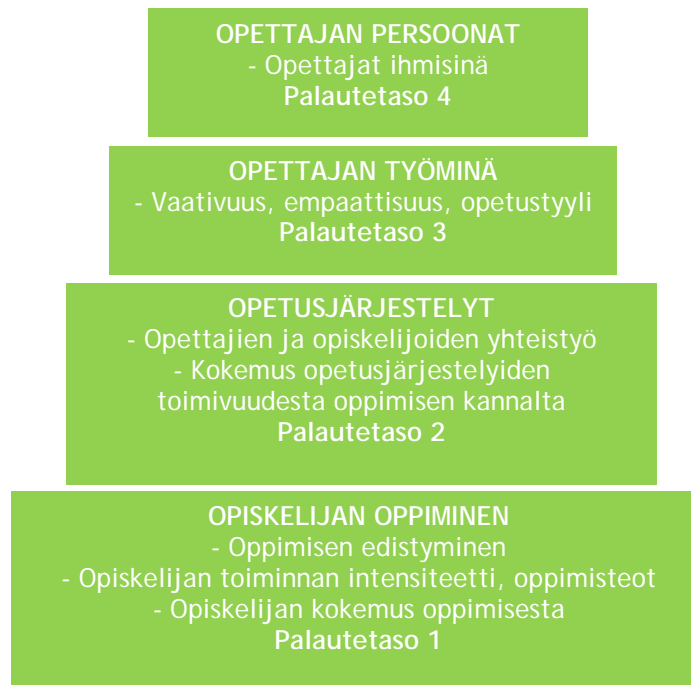 OPETTAJAN PERSOONAT
- Opettajat ihmisinä
Palautetaso 4
OPETTAJAN TYÖMINÄ
- Vaativuus, empaattisuus, opetustyyli
Palautetaso 3
OPETUSJÄRJESTELYT
- Opettajien ja opiskelijoiden yhteistyö
- Kokemus opetusjärjestelyiden
toimivuudesta oppimisen kannalta
Palautetaso 2
OPISKELIJAN OPPIMINEN
- Oppimisen edistyminen
- Opiskelijan toiminnan intensiteetti, oppimisteot
- Opiskelijan kokemus oppimisesta
Palautetaso 1